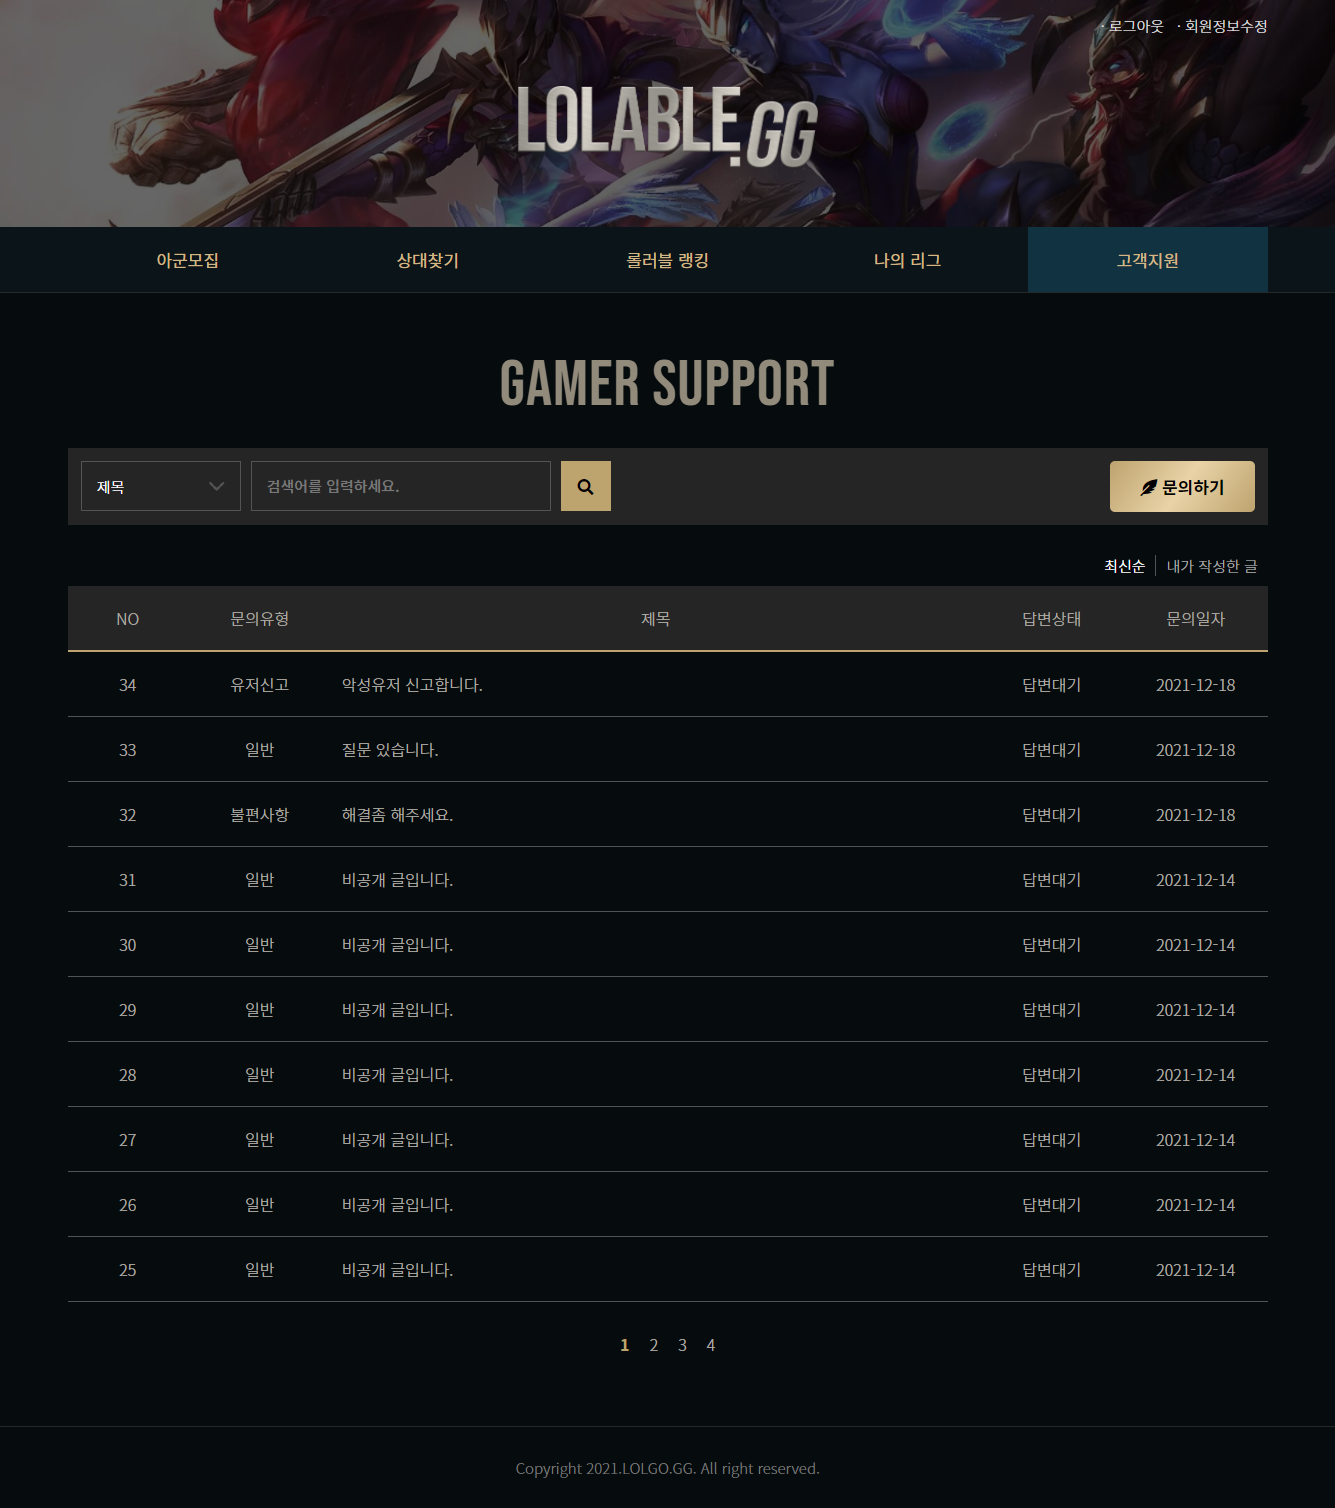 · 로그아웃 · 회원정보수정
LOLABLE.GG
아군모집 상대찾기 롤러블 랭킹 나의 리그 고객지원
GAMER SUPPORT
제목 검색어를 입력하세요. 문의하기
최신순 내가 작성한 글
NO 문의유형 제목 답변상태 문의일자
34 유저신고 악성유저 신고합니다. 답변대기 2021-12-18
33 일반 질문 있습니다. 답변대기 2021-12-18
32 불편사항 해결좀 해주세요. 답변대기 2021-12-18
31 일반 비공개 글입니다. 답변대기 2021-12-14
30 일반 비공개 글입니다. 답변대기 2021-12-14
29 일반 비공개 글입니다. 답변대기 2021-12-14
28 일반 비공개 글입니다. 답변대기 2021-12-14
27 일반 비공개 글입니다. 답변대기 2021-12-14
26 일반 비공개 글입니다. 답변대기 2021-12-14
25 일반 비공개 글입니다. 답변대기 2021-12-14
1 2 3 4
Copyright 2021.LOLGO.GG. All right reserved.